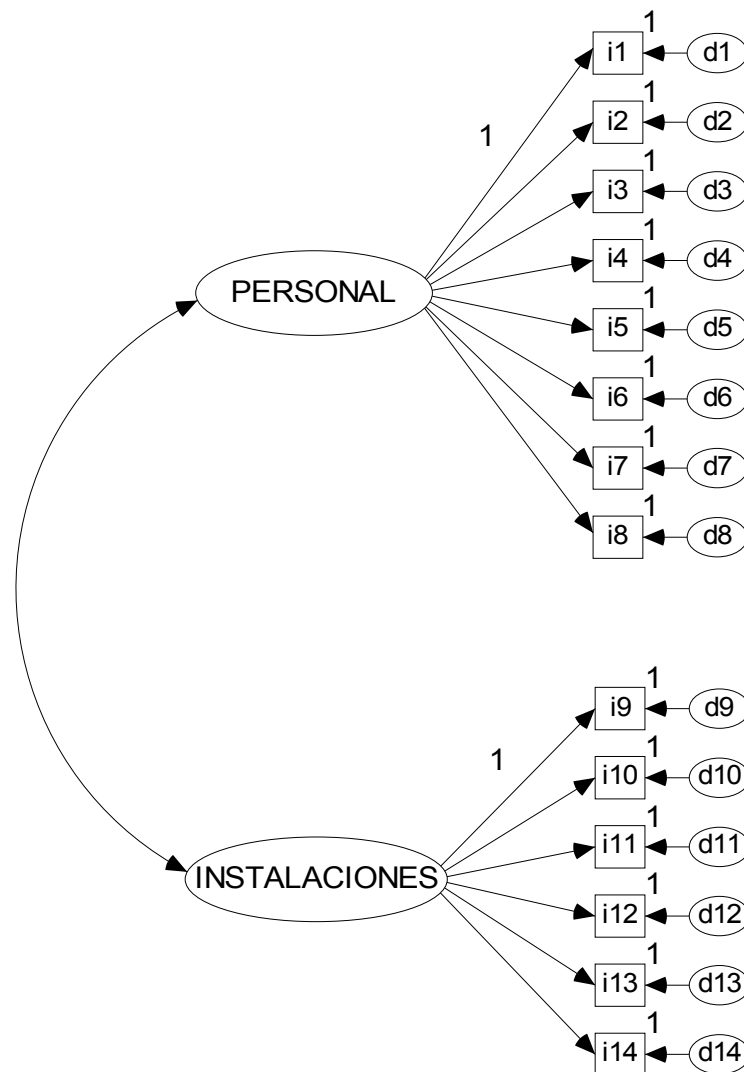 1
i1
d1
1
i2
d2
1
1
i3
d3
1
i4
d4
PERSONAL
1
i5
d5
1
i6
d6
1
i7
d7
1
i8
d8
1
i9
d9
1
1
i10
d10
1
i11
d11
INSTALACIONES
1
i12
d12
1
i13
d13
1
i14
d14